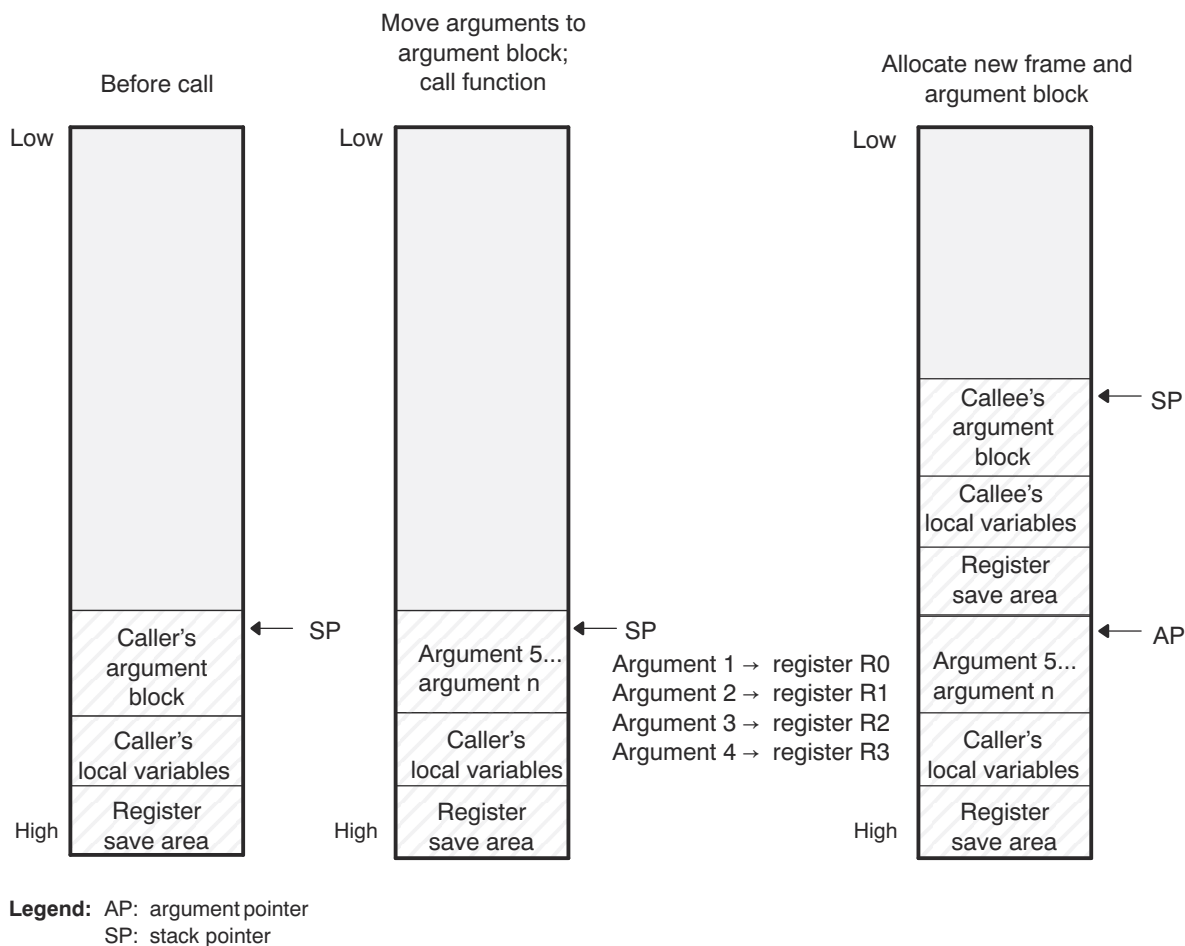 Before call
Low
SP
Caller's
argument
block
Caller's
local variables
Register
save area
High
Move arguments to
argument block;
call function
Low
SP
Argument 5...
argument n
Caller's
local variables
Register
save area
High
Argument 1 → register R0
Argument 2 → register R1
Argument 3 → register R2
Argument 4 → register R3
Allocate new frame and
argument block
Low
Callee's
argument
block
SP
Callee's
local variables
Register
save area
AP
Argument 5...
argument n
Caller's
local variables
Register
save area
High
Legend: AP: argument pointer
SP: stack pointer